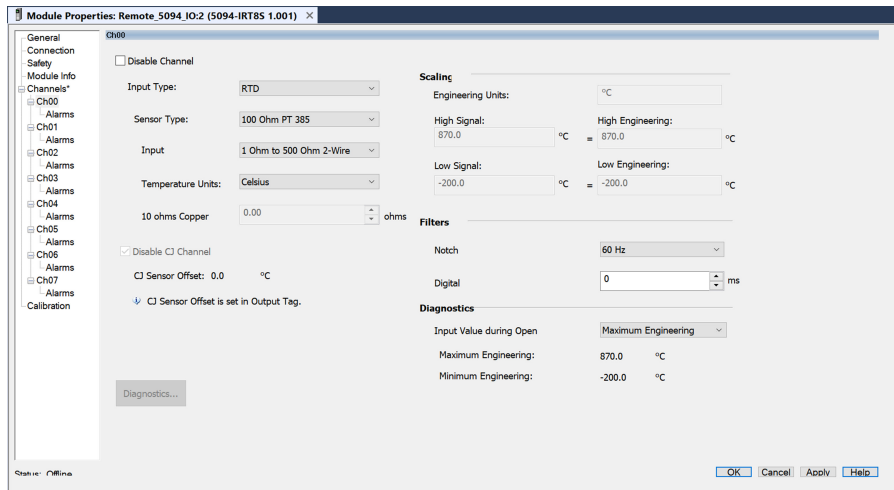 Module Properties: Remote_5094_IO:2 (5094-IRT8S 1.001) ×
General
Connection
Safety
Module Info
Channels*
Ch00
Alarms
Ch01
Alarms
Ch02
Alarms
Ch03
Alarms
Ch04
Alarms
Ch05
Alarms
Ch06
Alarms
Ch07
Alarms
Calibration
Ch00
Disable Channel
Input Type: RTD
Sensor Type: 100 Ohm PT 385
Input 1 Ohm to 500 Ohm 2-Wire
Temperature Units: Celsius
10 ohms Copper 0.00 ohms
Disable CJ Channel
CJ Sensor Offset: 0.0 °C
CJ Sensor Offset is set in Output Tag.
Diagnostics...
Scaling
Engineering Units: °C
High Signal: High Engineering:
870.0 °C = 870.0 °C
Low Signal: Low Engineering:
-200.0 °C = -200.0 °C
Filters
Notch 60 Hz
Digital 0 ms
Diagnostics
Input Value during Open Maximum Engineering
Maximum Engineering: 870.0 °C
Minimum Engineering: -200.0 °C
Status: Offline
OK Cancel Apply Help